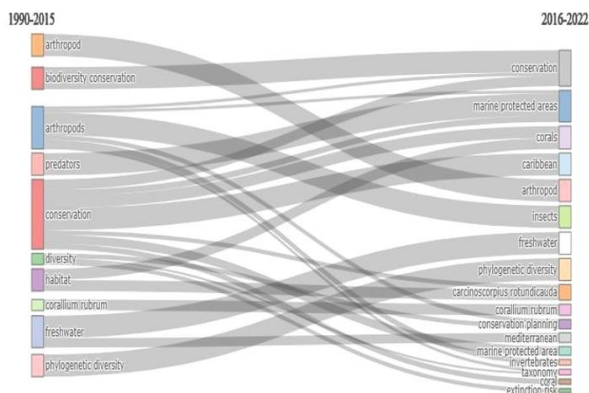 1990-2015
2016-2022
arthropod
biodiversity conservation
arthropods
predators
conservation
diversity
habitat
corallium rubrum
freshwater
phylogenetic diversity
conservation
marine protected areas
corals
caribbean
arthropod
insects
freshwater
phylogenetic diversity
carcinoscorpius rotundicauda
corallium rubrum
conservation planning
mediterranean
marine protected area
invertebrates
taxonomy
coral
extinction risk